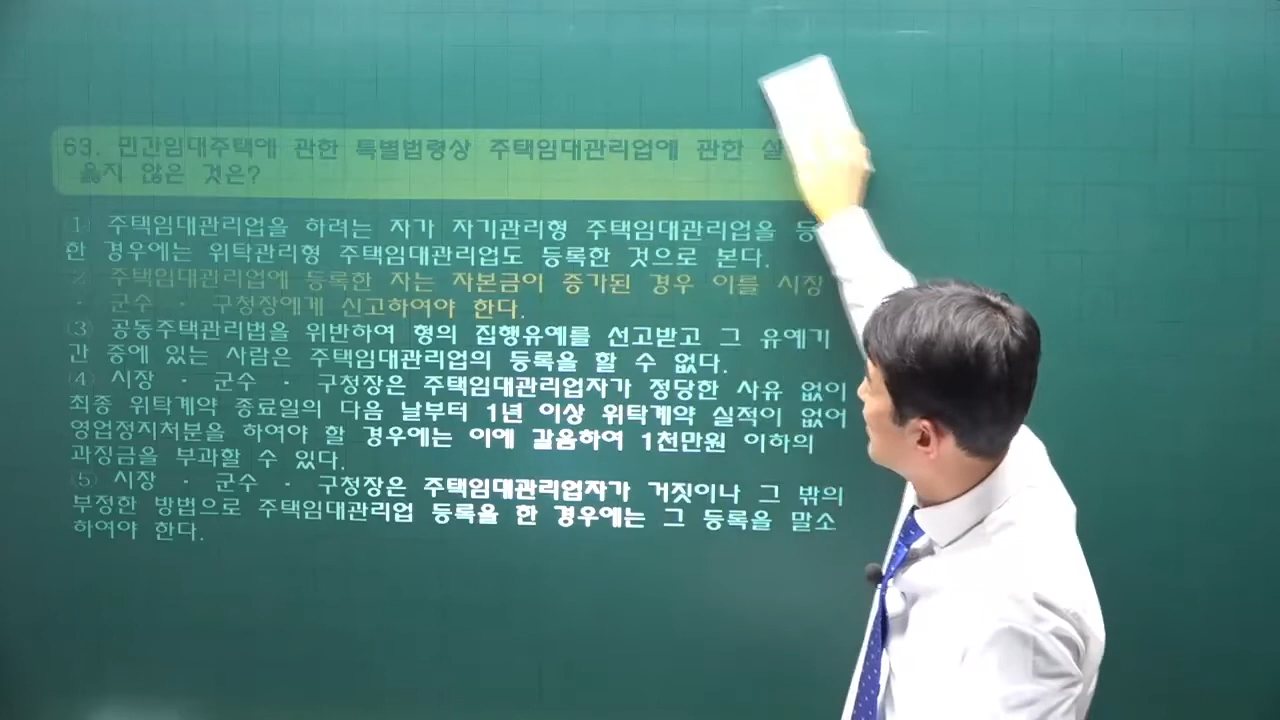 63. 민간임대주택에 관한 특별법령상 주택임대관리업에 관한 설
옳지 않은 것은?
① 주택임대관리업을 하려는 자가 자기관리형 주택임대관리업을 등
한 경우에는 위탁관리형 주택임대관리업도 등록한 것으로 본다.
② 주택임대관리업에 등록한 자는 자본금이 증가된 경우 이를 시장
· 군수 · 구청장에게 신고하여야 한다.
③ 공동주택관리법을 위반하여 형의 집행유예를 선고받고 그 유예기
간 중에 있는 사람은 주택임대관리업의 등록을 할 수 없다.
④ 시장 · 군수 · 구청장은 주택임대관리업자가 정당한 사유 없이
최종 위탁계약 종료일의 다음 날부터 1년 이상 위탁계약 실적이 없어
영업정지처분을 하여야 할 경우에는 이에 갈음하여 1천만원 이하의
과징금을 부과할 수 있다.
⑤ 시장 · 군수 · 구청장은 주택임대관리업자가 거짓이나 그 밖의
부정한 방법으로 주택임대관리업 등록을 한 경우에는 그 등록을 말소
하여야 한다.